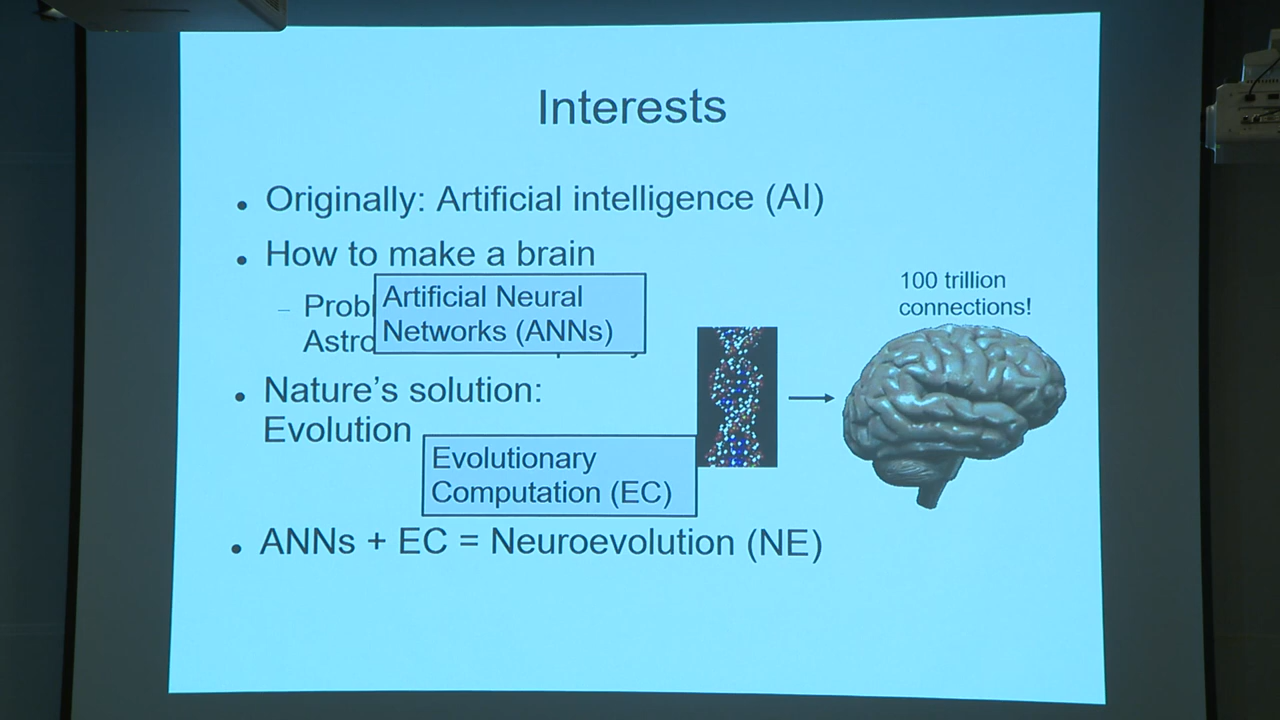 Interests
• Originally: Artificial intelligence (AI)
• How to make a brain
–
Artificial Neural
Networks (ANNs)
• Nature's solution:
Evolution
Evolutionary
Computation (EC)
• ANNs + EC = Neuroevolution (NE)
100 trillion
connections!